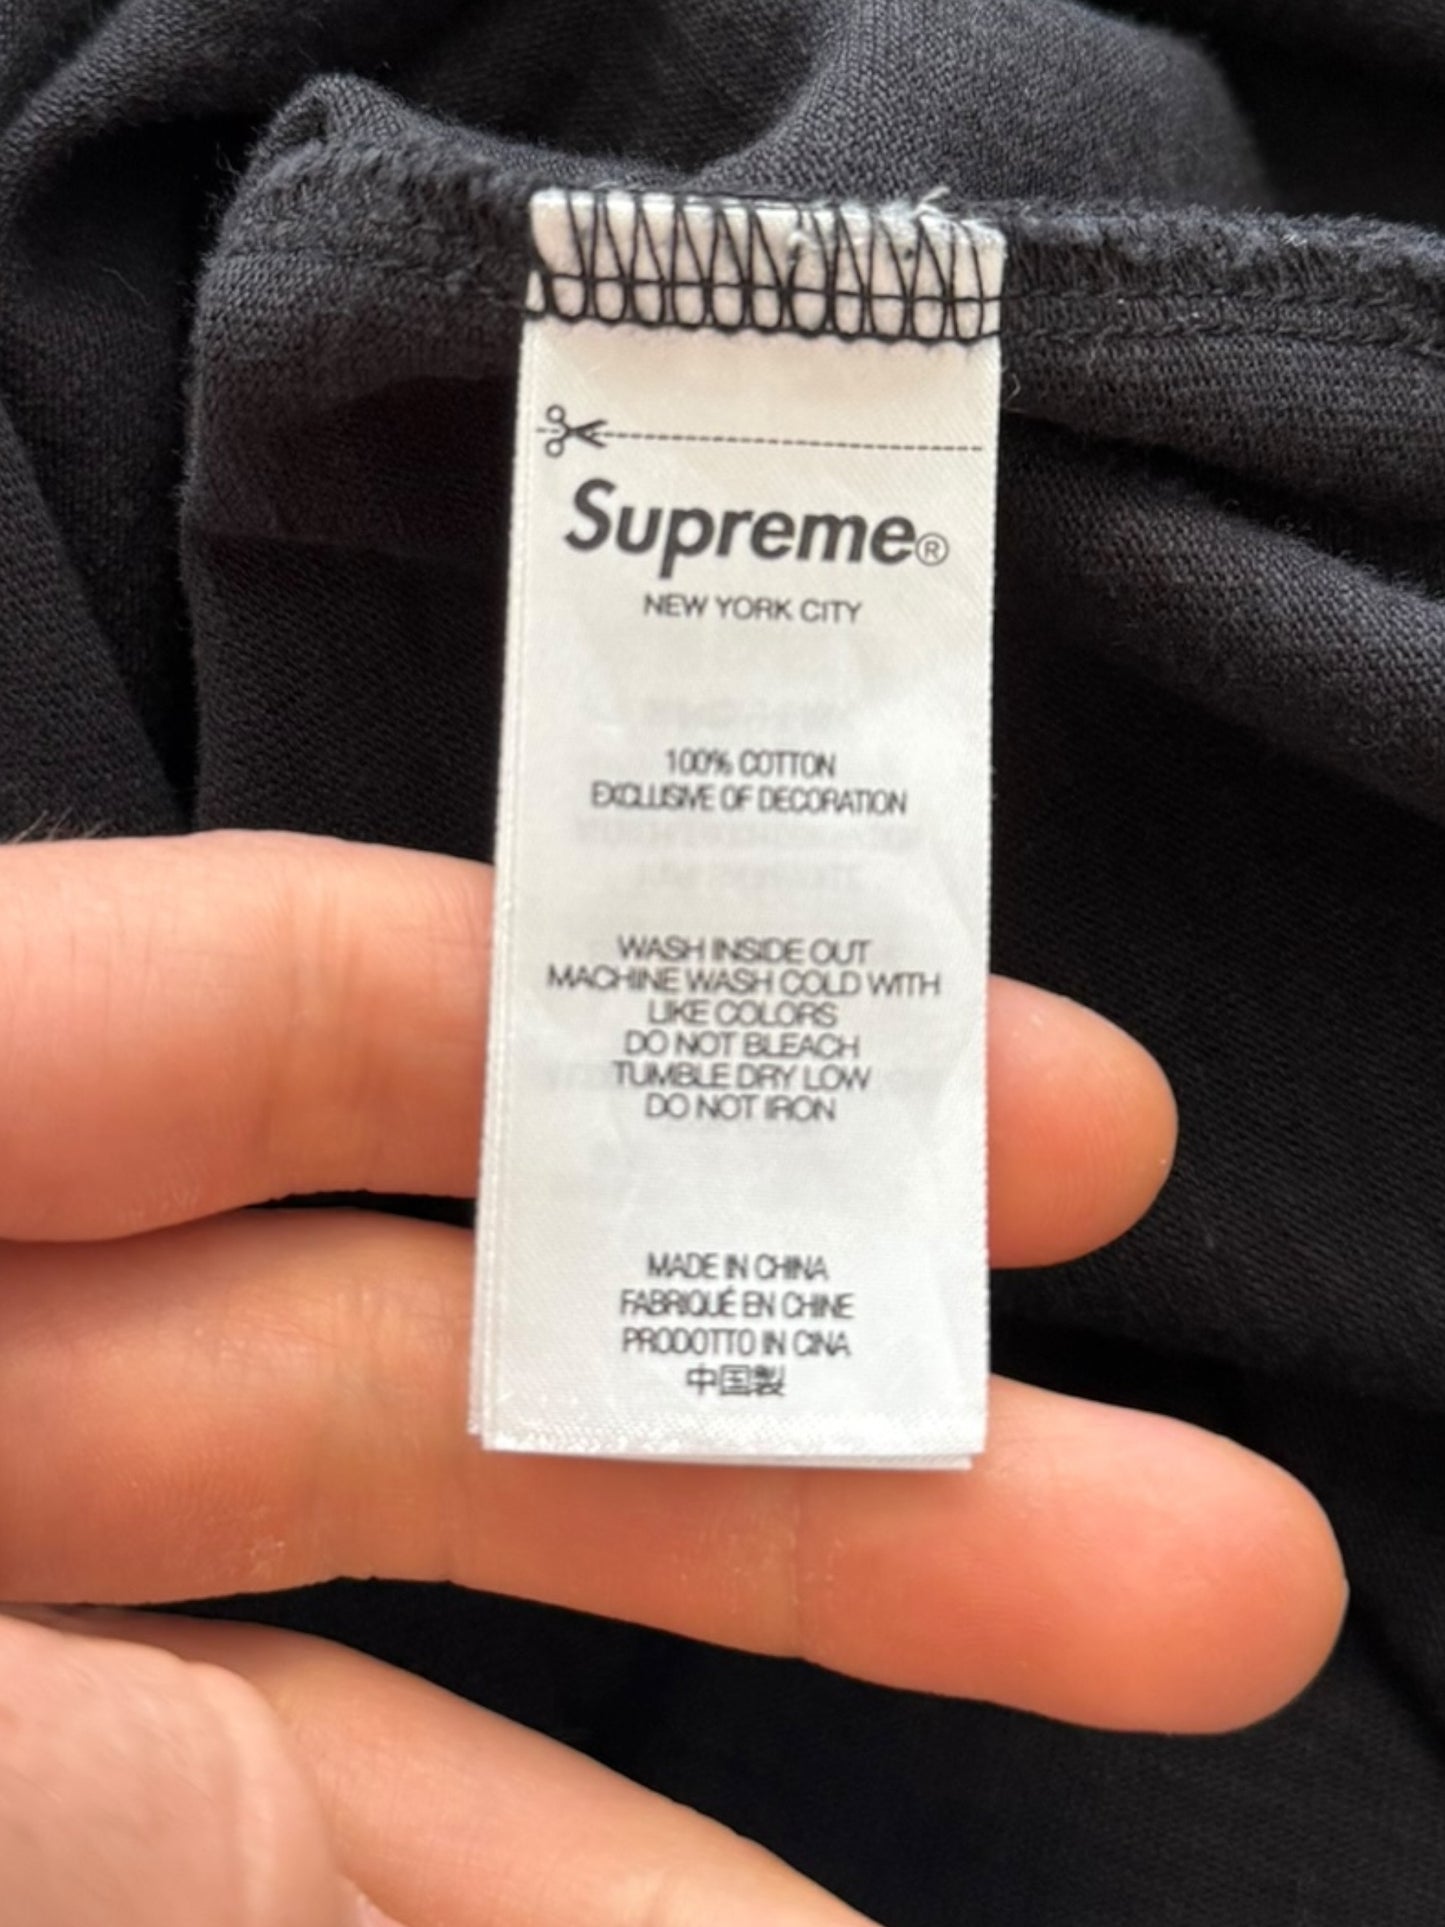 Supreme®
NEW YORK CITY
100% COTTON
EXCLUSIVE OF DECORATION
WASH INSIDE OUT
MACHINE WASH COLD WITH
LIKE COLORS
DO NOT BLEACH
TUMBLE DRY LOW
DO NOT IRON
MADE IN CHINA
FABRIQUÉ EN CHINE
PRODOTTO IN CINA
中国製